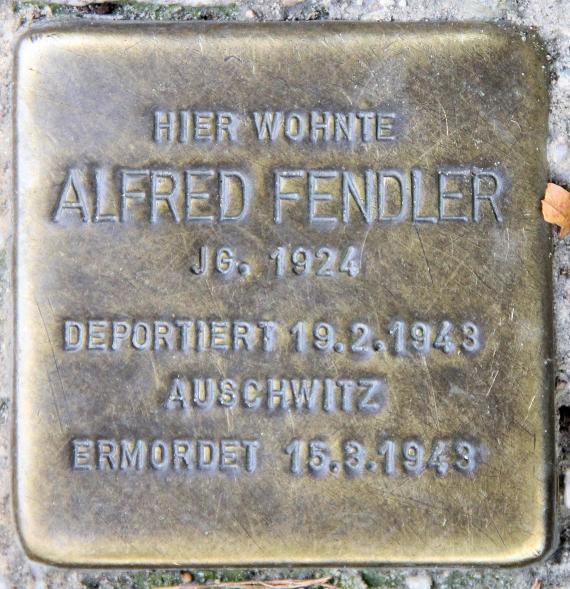 HIER WOHNTE
ALFRED FENDLER
JG. 1924
DEPORTIERT 19.2.1943
AUSCHWITZ
ERMORDET 15.3.1943